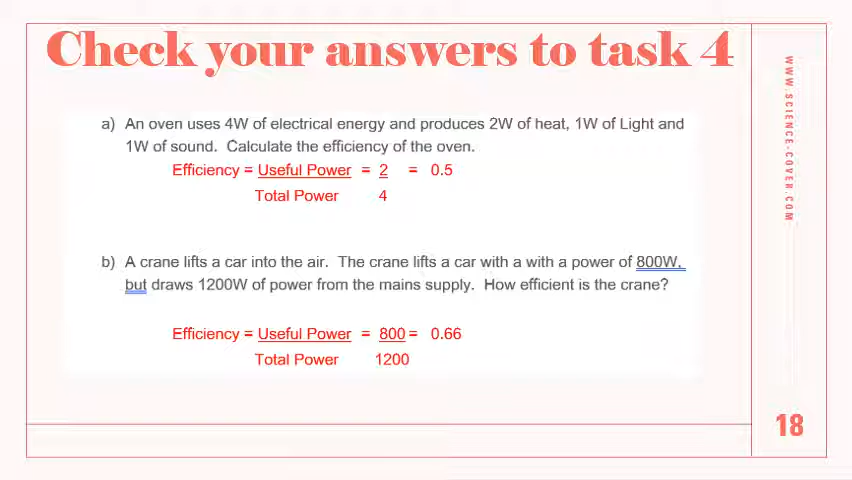 Check your answers to task 4
a) An oven uses 4W of electrical energy and produces 2W of heat, 1W of Light and
1W of sound. Calculate the efficiency of the oven.
Efficiency = Useful Power = 2 = 0.5
Total Power 4
b) A crane lifts a car into the air. The crane lifts a car with a with a power of 800W,
but draws 1200W of power from the mains supply. How efficient is the crane?
Efficiency = Useful Power = 800 = 0.66
Total Power 1200
WWW.SCIENCE-COVER.COM
18